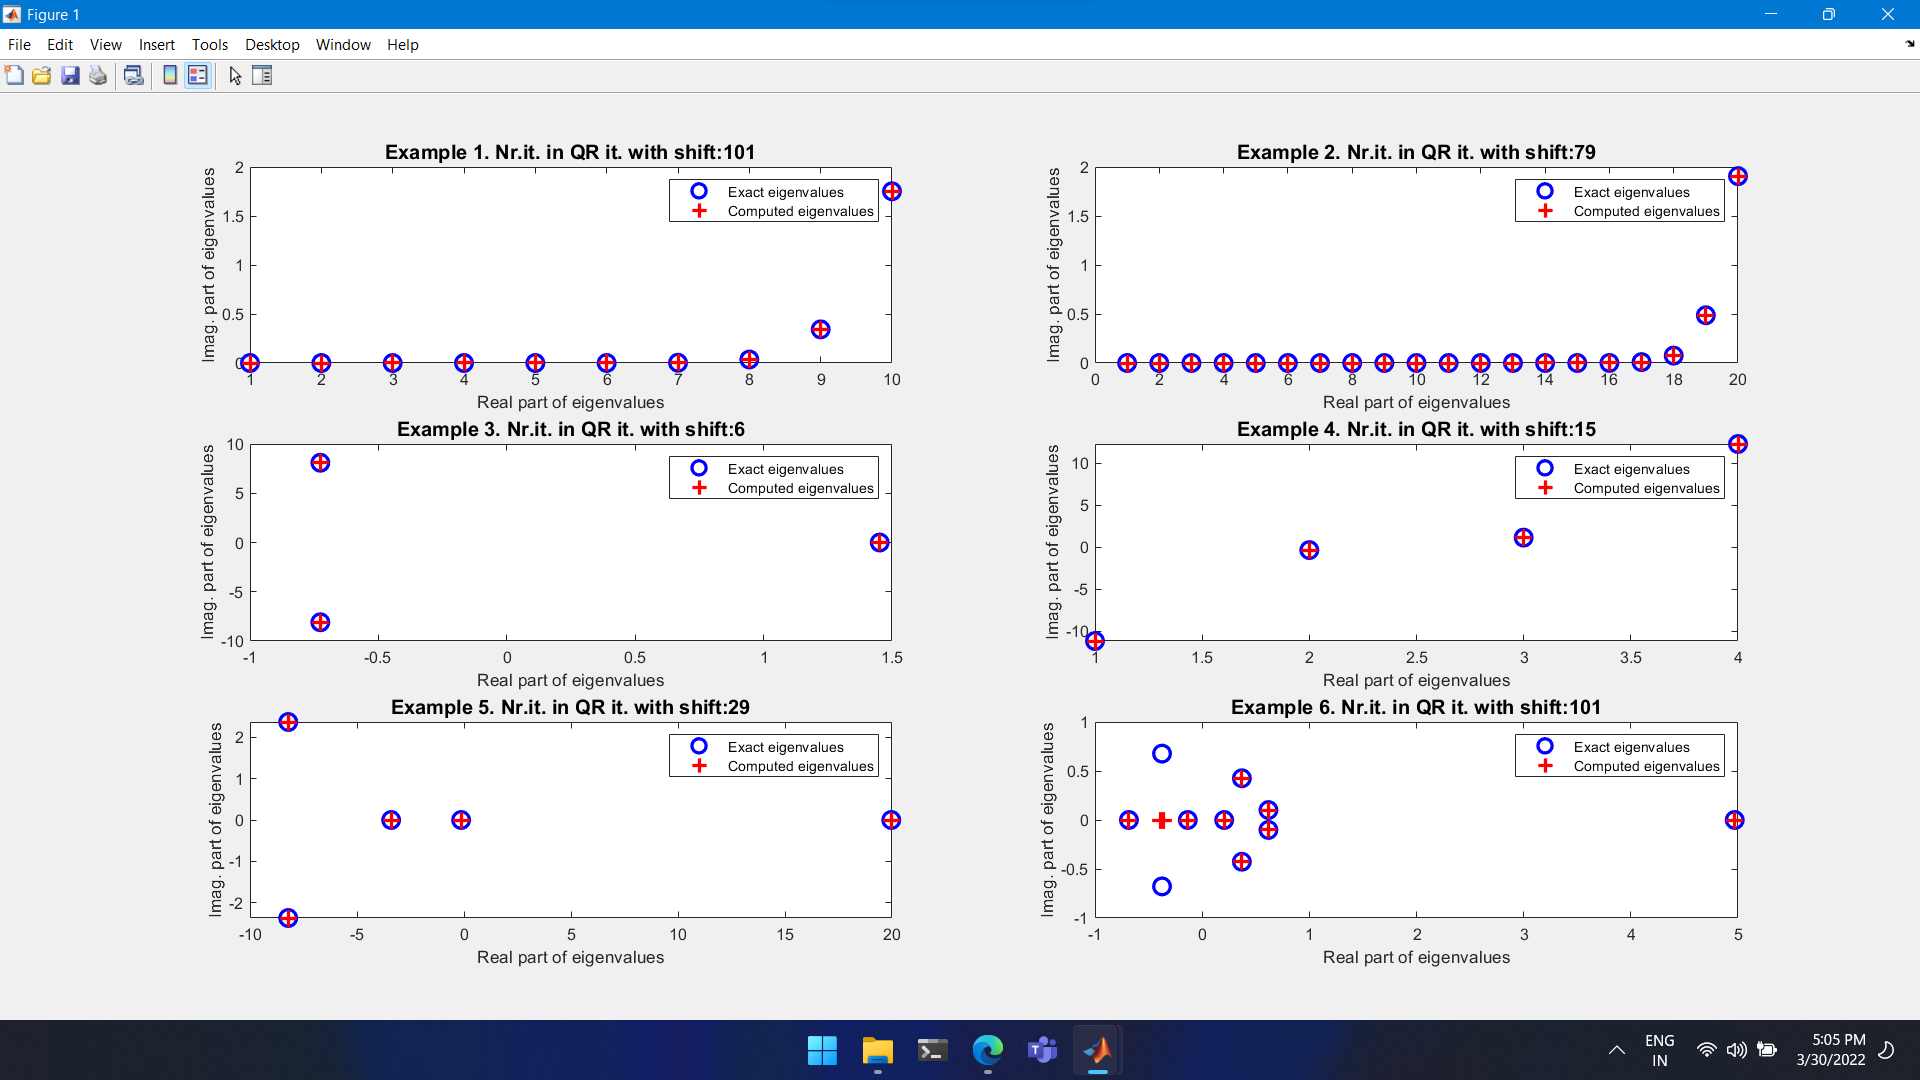 Figure 1
File Edit View Insert Tools Desktop Window Help
Example 1. Nr.it. in QR it. with shift:101
Imag. part of eigenvalues
2
1.5
1
0.5
0
Exact eigenvalues
Computed eigenvalues
1 2 3 4 5 6 7 8 9 10
Real part of eigenvalues
Example 2. Nr.it. in QR it. with shift:79
Imag. part of eigenvalues
2
1.5
1
0.5
0
Exact eigenvalues
Computed eigenvalues
0 2 4 6 8 10 12 14 16 18 20
Real part of eigenvalues
Example 3. Nr.it. in QR it. with shift:6
Imag. part of eigenvalues
10
5
0
-5
-10
Exact eigenvalues
Computed eigenvalues
-1 -0.5 0 0.5 1 1.5
Real part of eigenvalues
Example 4. Nr.it. in QR it. with shift:15
Imag. part of eigenvalues
10
5
0
-5
-10
Exact eigenvalues
Computed eigenvalues
1 1.5 2 2.5 3 3.5 4
Real part of eigenvalues
Example 5. Nr.it. in QR it. with shift:29
Imag. part of eigenvalues
2
1
0
-1
-2
Exact eigenvalues
Computed eigenvalues
-10 -5 0 5 10 15 20
Real part of eigenvalues
Example 6. Nr.it. in QR it. with shift:101
Imag. part of eigenvalues
1
0.5
0
-0.5
-1
Exact eigenvalues
Computed eigenvalues
-1 0 1 2 3 4 5
Real part of eigenvalues
ENG
IN
5:05 PM
3/30/2022